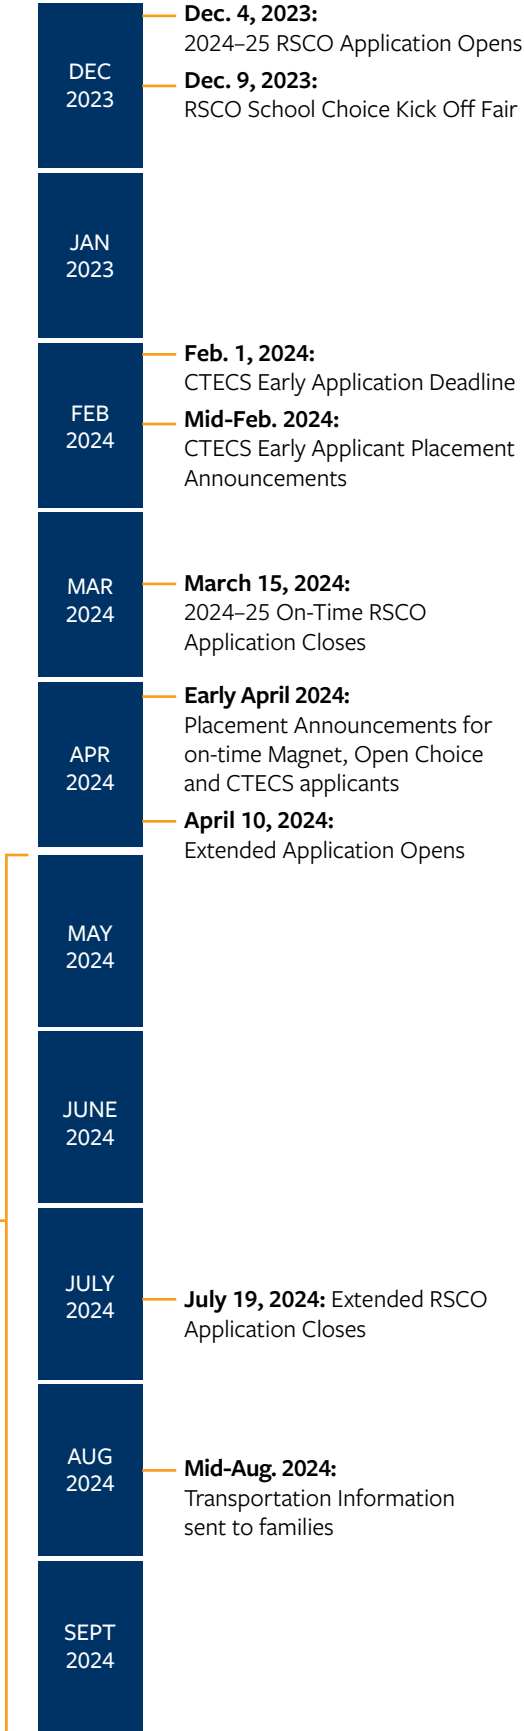 DEC
2023
Dec. 4, 2023:
2024–25 RSCO Application Opens
Dec. 9, 2023:
RSCO School Choice Kick Off Fair
JAN
2023
FEB
2024
Feb. 1, 2024:
CTECS Early Application Deadline
Mid-Feb. 2024:
CTECS Early Applicant Placement
Announcements
MAR
2024
March 15, 2024:
2024–25 On-Time RSCO
Application Closes
APR
2024
Early April 2024:
Placement Announcements for
on-time Magnet, Open Choice
and CTECS applicants
April 10, 2024:
Extended Application Opens
MAY
2024
JUNE
2024
JULY
2024
July 19, 2024: Extended RSCO
Application Closes
AUG
2024
Mid-Aug. 2024:
Transportation Information
sent to families
SEPT
2024